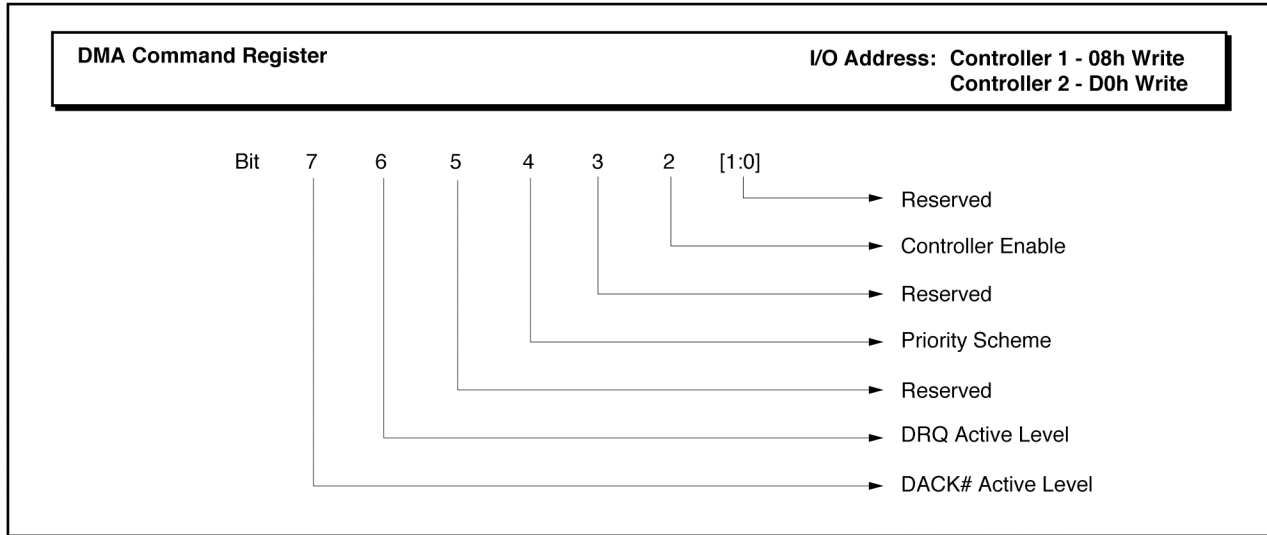 DMA Command Register
I/O Address: Controller 1 - 08h Write
Controller 2 - D0h Write
Bit 7 6 5 4 3 2 [1:0]
Reserved
Controller Enable
Reserved
Priority Scheme
Reserved
DRQ Active Level
DACK# Active Level